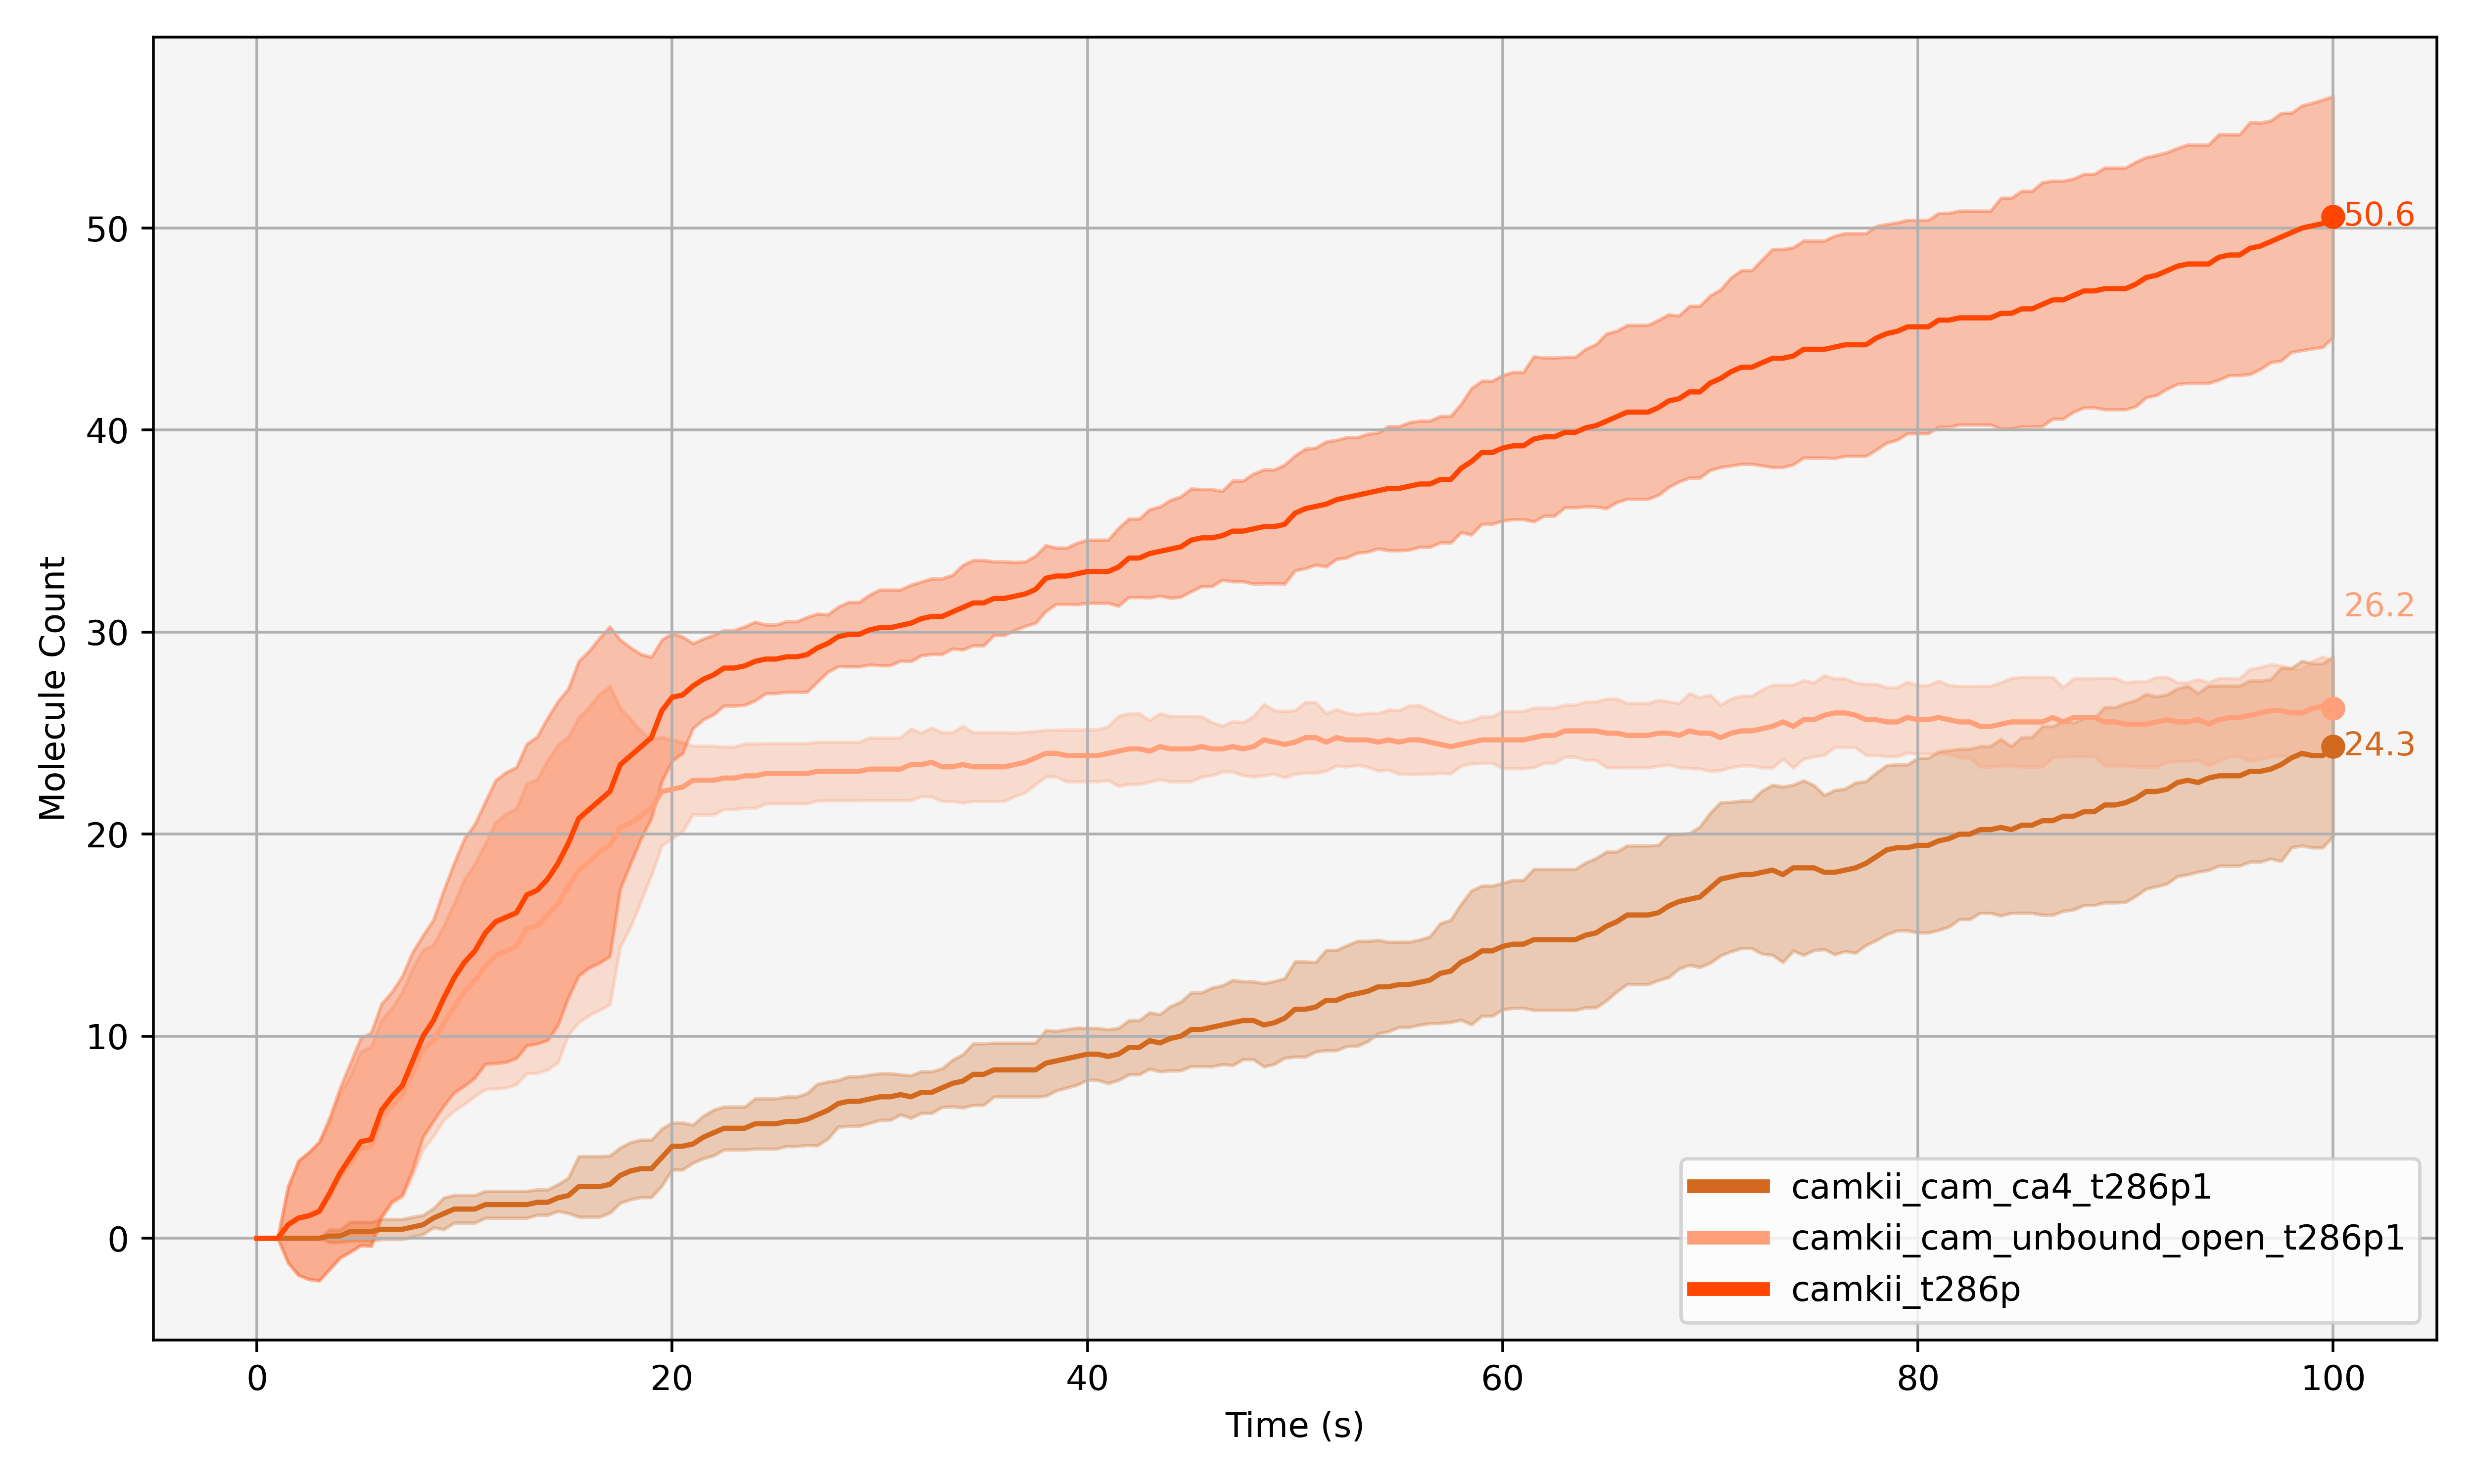 Molecule Count
50
40
30
20
10
0
50.6
26.2
24.3
camkii_cam_ca4_t286p1
camkii_cam_unbound_open_t286p1
camkii_t286p
0 20 40 60 80 100
Time (s)